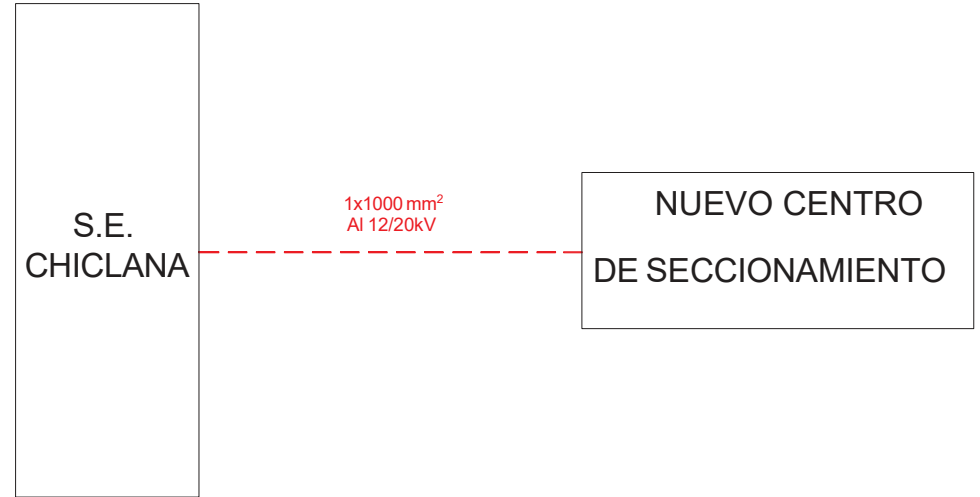 S.E.
CHICLANA
1x1000 mm²
Al 12/20kV
NUEVO CENTRO
DE SECCIONAMIENTO